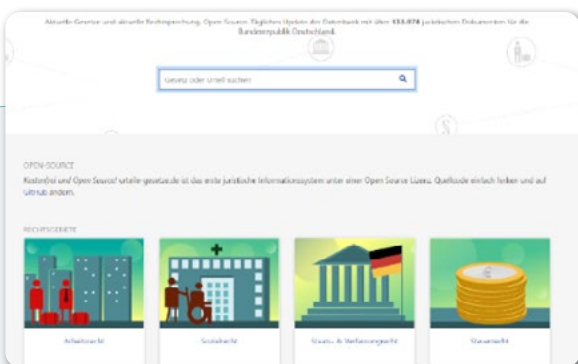 Aktuelle Gesetze und aktuelle Rechtsprechung, Open Source. Tägliches Update der Datenbank mit über 153.078 juristischen Dokumenten für die
Bundesrepublik Deutschland.
Gesetz oder Urteil suchen
OPEN-SOURCE
Kostenfrei und Open Source! urteile-gesetze.de ist das erste juristische Informationssystem unter einer Open Source Lizenz. Quellcode einfach forken und auf
GitHub ändern.
RECHTSGEBIETE
Arbeitsrecht
Sozialrecht
Staats- & Verfassungsrecht
Steuerrecht